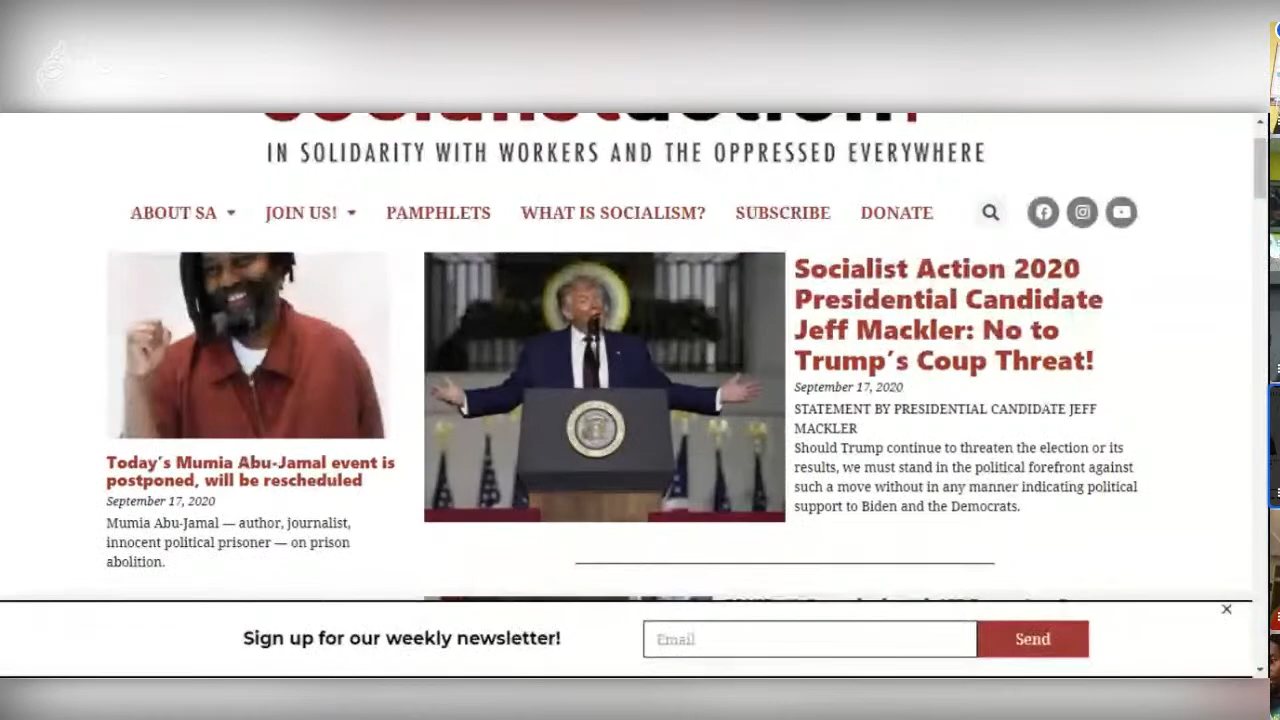 IN SOLIDARITY WITH WORKERS AND THE OPPRESSED EVERYWHERE
ABOUT SA JOIN US! PAMPHLETS WHAT IS SOCIALISM? SUBSCRIBE DONATE
Today's Mumia Abu-Jamal event is
postponed, will be rescheduled
September 17, 2020
Mumia Abu-Jamal — author, journalist,
innocent political prisoner — on prison
abolition.
Socialist Action 2020
Presidential Candidate
Jeff Mackler: No to
Trump's Coup Threat!
September 17, 2020
STATEMENT BY PRESIDENTIAL CANDIDATE JEFF
MACKLER
Should Trump continue to threaten the election or its
results, we must stand in the political forefront against
such a move without in any manner indicating political
support to Biden and the Democrats.
Sign up for our weekly newsletter!
Email
Send